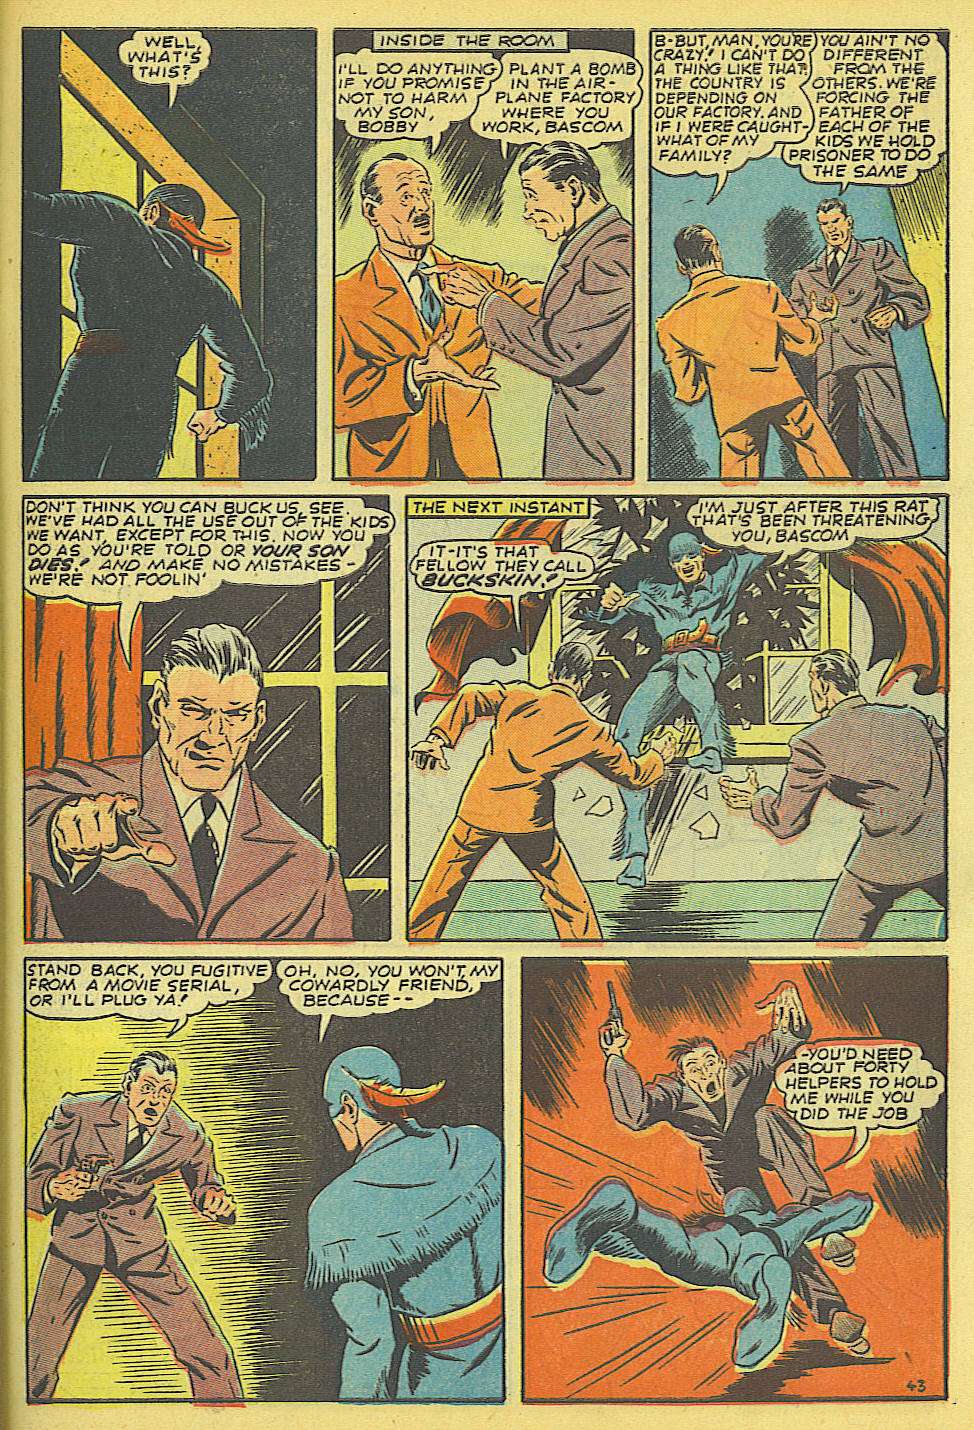 WELL,
WHAT'S
THIS?
INSIDE THE ROOM
I'LL DO ANYTHING
IF YOU PROMISE
NOT TO HARM
MY SON,
BOBBY
PLANT A BOMB
IN THE AIR-
PLANE FACTORY
WHERE YOU
WORK, BASCOM
B-BUT, MAN, YOU'RE
CRAZY! I CAN'T DO
A THING LIKE THAT.
THE COUNTRY IS
DEPENDING ON
OUR FACTORY. AND
IF I WERE CAUGHT-
WHAT OF MY
FAMILY?
YOU AIN'T NO
DIFFERENT
FROM THE
OTHERS. WE'RE
FORCING THE
FATHER OF
EACH OF THE
KIDS WE HOLD
PRISONER TO DO
THE SAME
DON'T THINK YOU CAN BUCK US, SEE.
WE'VE HAD ALL THE USE OUT OF THE KIDS
WE WANT, EXCEPT FOR THIS. NOW YOU
DO AS YOU'RE TOLD OR YOUR SON
DIES! AND MAKE NO MISTAKES-
WE'RE NOT FOOLIN'
THE NEXT INSTANT
IT-IT'S THAT
FELLOW THEY CALL
BUCKSKIN!
I'M JUST AFTER THIS RAT
THAT'S BEEN THREATENING
YOU, BASCOM
STAND BACK, YOU FUGITIVE
FROM A MOVIE SERIAL,
OR I'LL PLUG YA!
OH, NO, YOU WON'T, MY
COWARDLY FRIEND,
BECAUSE--
-YOU'D NEED
ABOUT FORTY
HELPERS TO HOLD
ME WHILE YOU
DID THE JOB
43